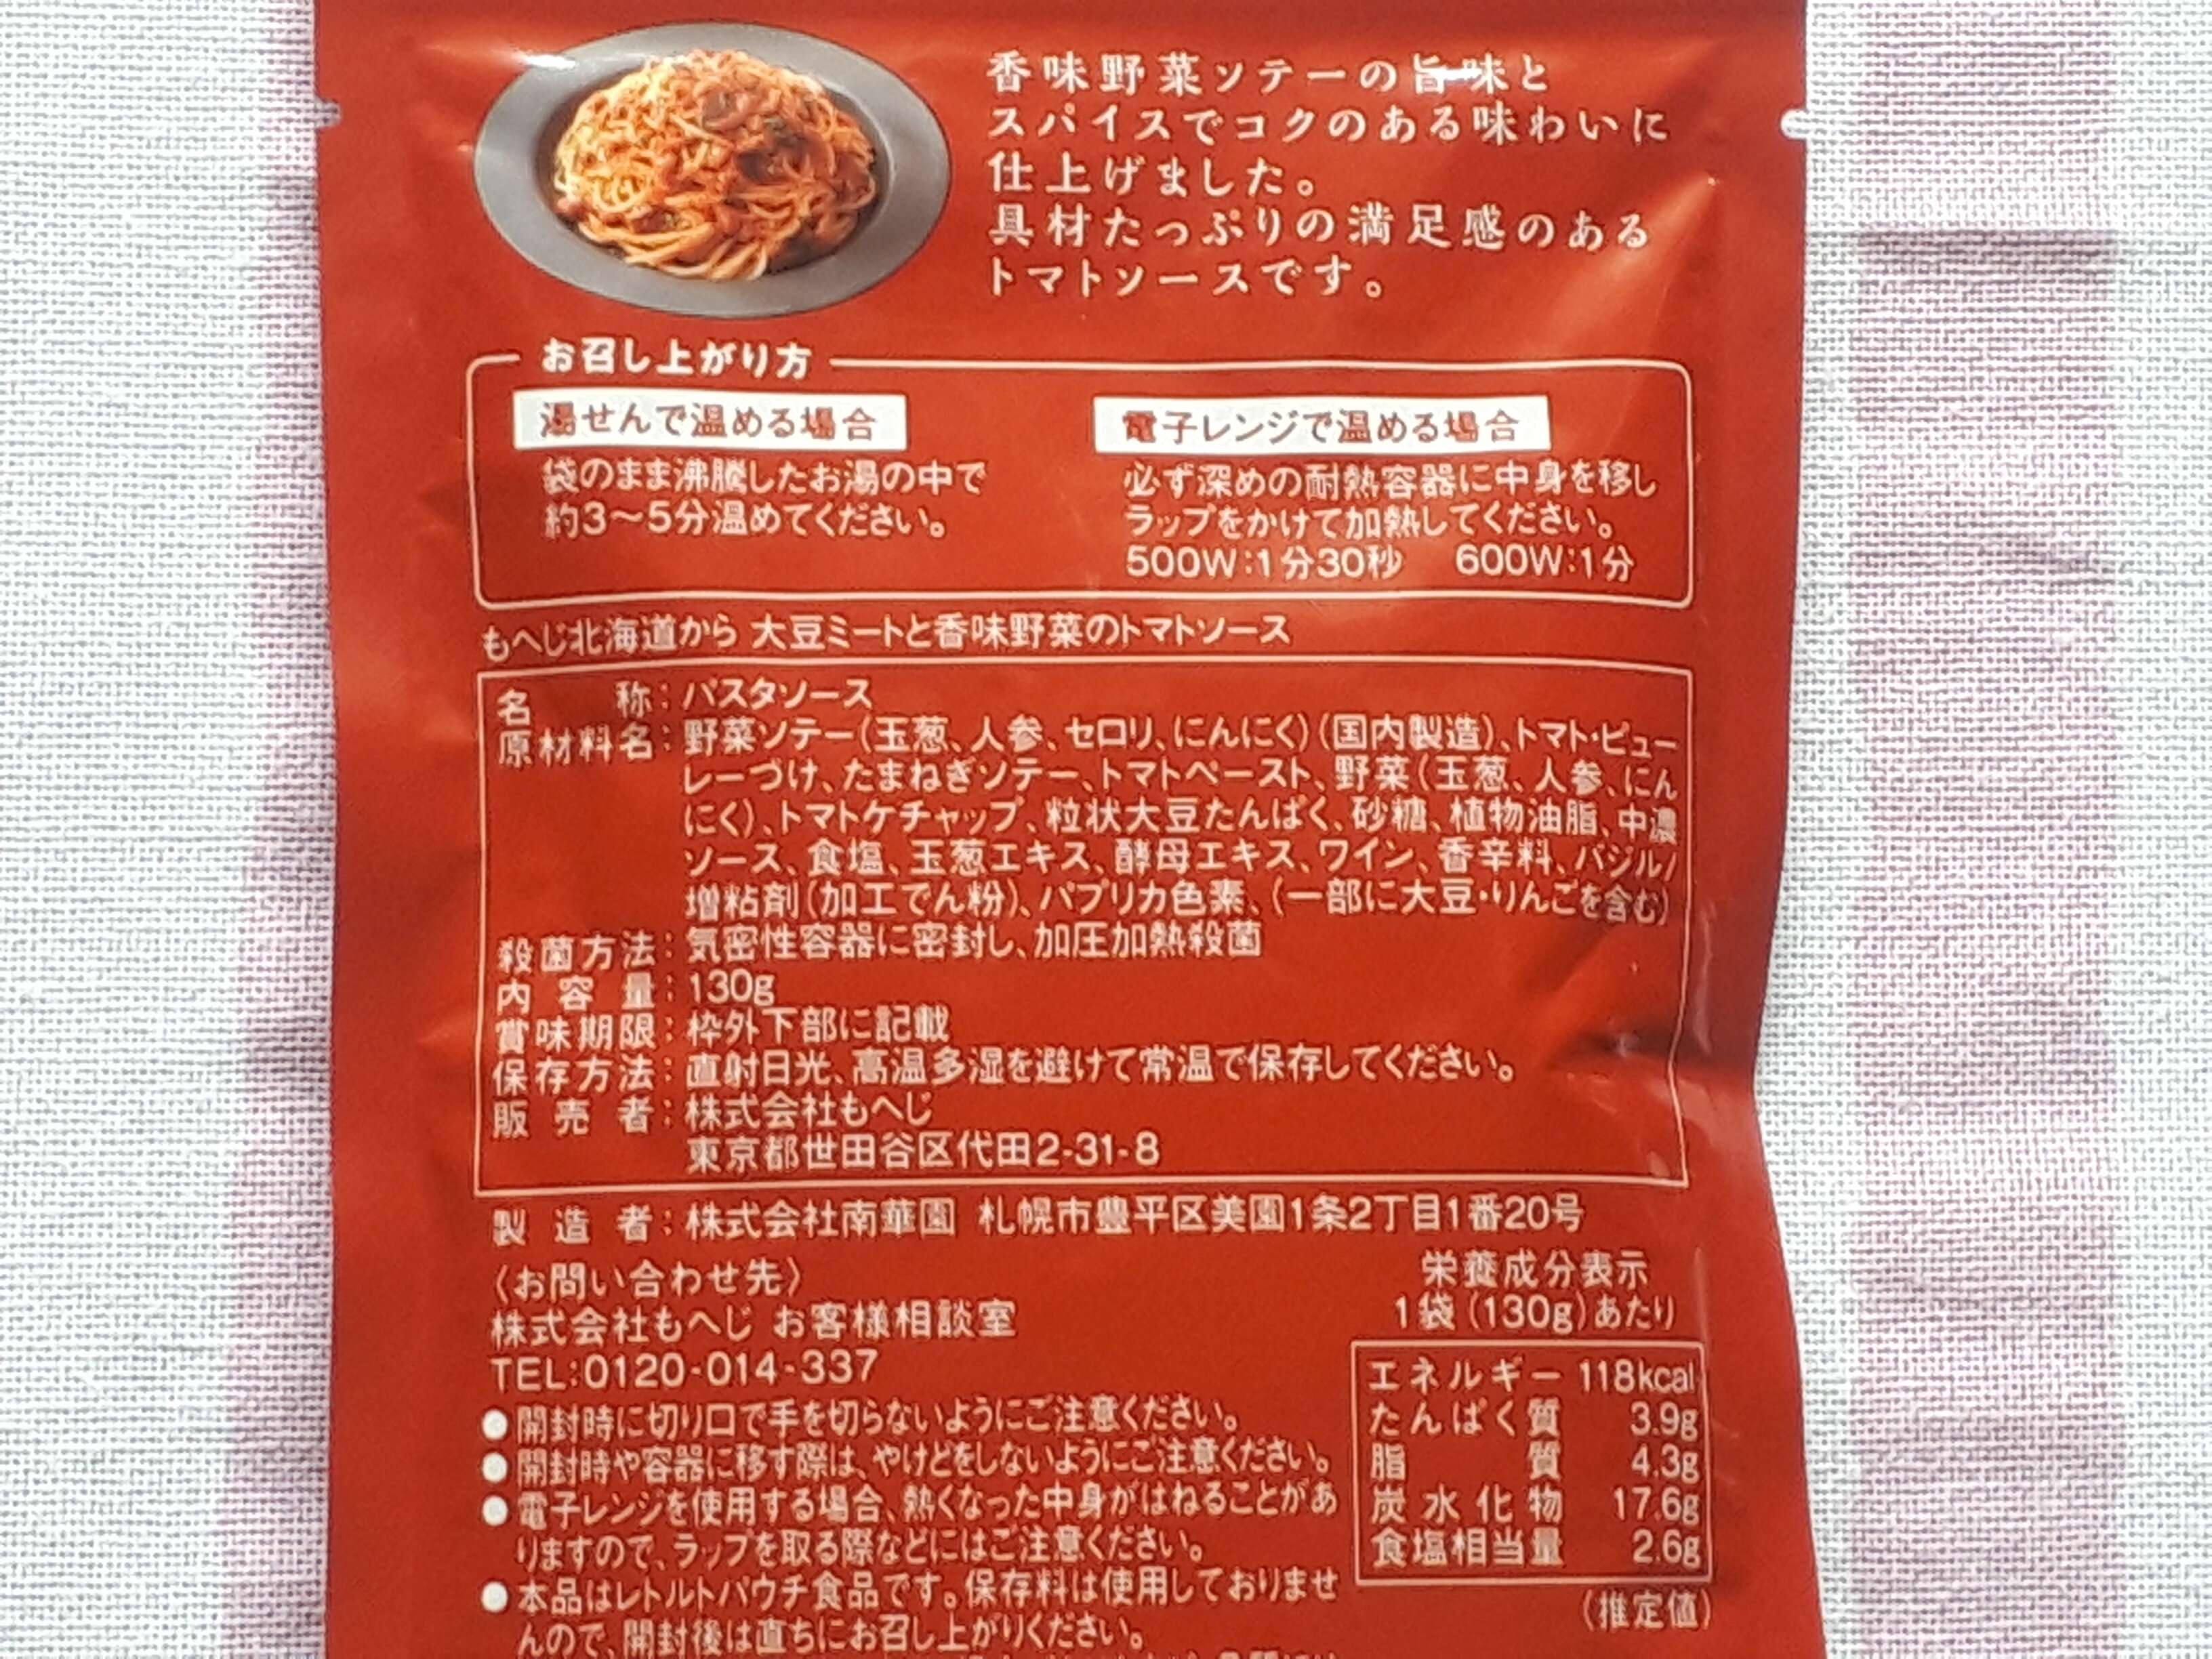 香味野菜ソテーの旨味と
スパイスでコクのある味わいに
仕上げました。
具材たっぷりの満足感のある
トマトソースです。
お召し上がり方
湯せんで温める場合
袋のまま沸騰したお湯の中で
約3〜5分温めてください。
電子レンジで温める場合
必ず深めの耐熱容器に中身を移し
ラップをかけて加熱してください。
500W:1分30秒 600W:1分
もへじ北海道から 大豆ミートと香味野菜のトマトソース
名称:パスタソース
原材料名:野菜ソテー(玉葱、人参、セロリ、にんにく)(国内製造)、トマト・ピュー
レーづけ、たまねぎソテー、トマトペースト、野菜(玉葱、人参、にん
にく)、トマトケチャップ、粒状大豆たんぱく、砂糖、植物油脂、中濃
ソース、食塩、玉葱エキス、酵母エキス、ワイン、香辛料、バジル/
増粘剤(加工でん粉)、パプリカ色素、(一部に大豆・りんごを含む)
殺菌方法:気密性容器に密封し、加圧加熱殺菌
内容量:130g
賞味期限:枠外下部に記載
保存方法:直射日光、高温多湿を避けて常温で保存してください。
販売者:株式会社もへじ
東京都世田谷区代田2-31-8
製造者:株式会社南華園 札幌市豊平区美園1条2丁目1番20号
〈お問い合わせ先〉
株式会社もへじ お客様相談室
TEL:0120-014-337
●開封時に切り口で手を切らないようにご注意ください。
●開封時や容器に移す際は、やけどをしないようにご注意ください。
●電子レンジを使用する場合、熱くなった中身がはねることがあ
りますので、ラップを取る際などにはご注意ください。
●本品はレトルトパウチ食品です。保存料は使用しておりませ
んので、開封後は直ちにお召し上がりください。
栄養成分表示
1袋(130g)あたり
エネルギー 118kcal
たんぱく質 3.9g
脂質 4.3g
炭水化物 17.6g
食塩相当量 2.6g
(推定値)